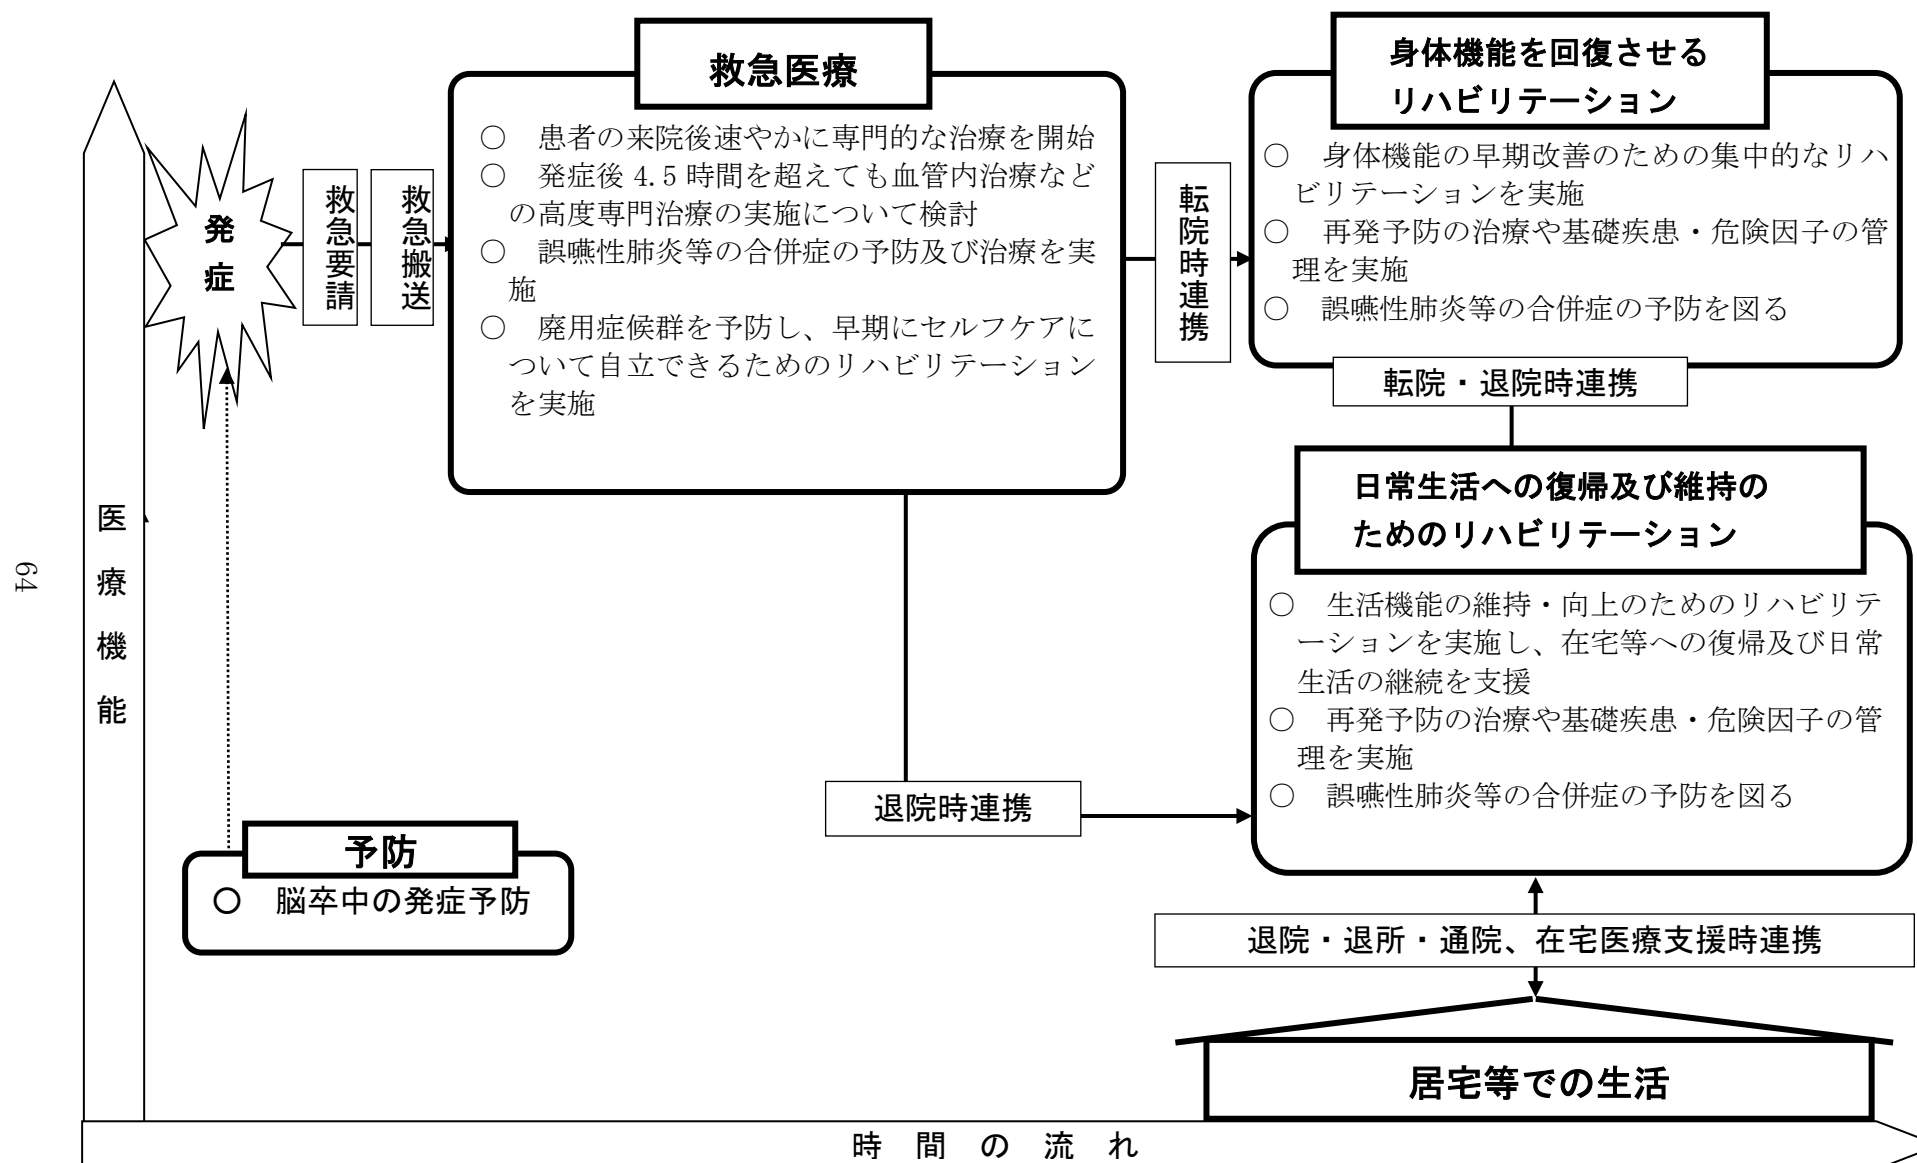 救急医療
○　患者の来院後速やかに専門的な治療を開始
○　発症後 4.5 時間を超えても血管内治療など
の高度専門治療の実施について検討
○　誤嚥性肺炎等の合併症の予防及び治療を実
施
○　廃用症候群を予防し、早期にセルフケアに
ついて自立できるためのリハビリテーション
を実施
身体機能を回復させる
リハビリテーション
○　身体機能の早期改善のための集中的なリハ
ビリテーションを実施
○　再発予防の治療や基礎疾患・危険因子の管
理を実施
○　誤嚥性肺炎等の合併症の予防を図る
発症
救急要請
救急搬送
転院時連携
転院・退院時連携
日常生活への復帰及び維持の
ためのリハビリテーション
○　生活機能の維持・向上のためのリハビリテ
ーションを実施し、在宅等への復帰及び日常
生活の継続を支援
○　再発予防の治療や基礎疾患・危険因子の管
理を実施
○　誤嚥性肺炎等の合併症の予防を図る
医療機能
64
退院時連携
予防
○　脳卒中の発症予防
退院・退所・通院、在宅医療支援時連携
居宅等での生活
時　間　の　流　れ